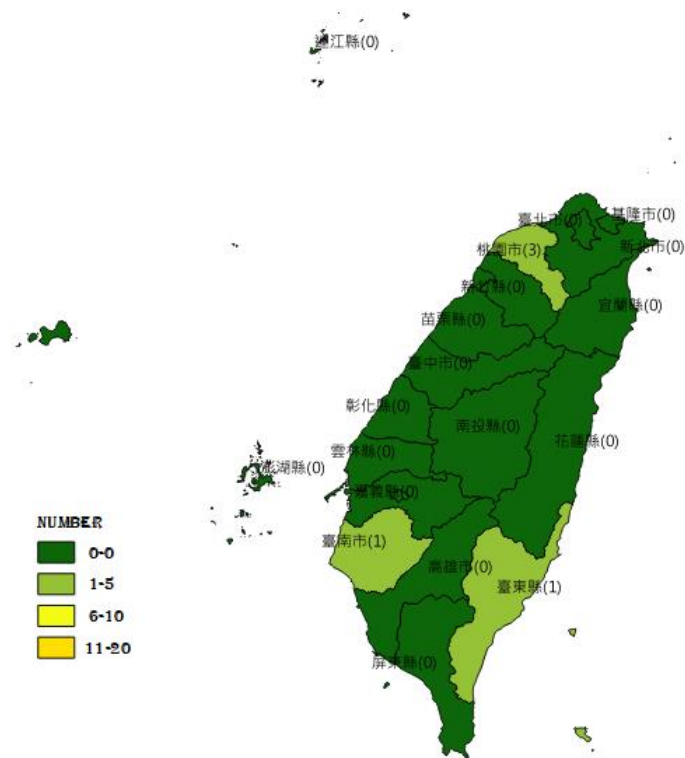 連江縣(0)
臺北市(0)
基隆市(0)
桃園市(3)
新北市(0)
新竹縣(0)
宜蘭縣(0)
苗栗縣(0)
臺中市(0)
彰化縣(0)
南投縣(0)
花蓮縣(0)
雲林縣(0)
澎湖縣(0)
嘉義縣(0)
NUMBER
臺南市(1)
0-0
高雄市(0)
1-5
臺東縣(1)
6-10
11-20
屏東縣(0)